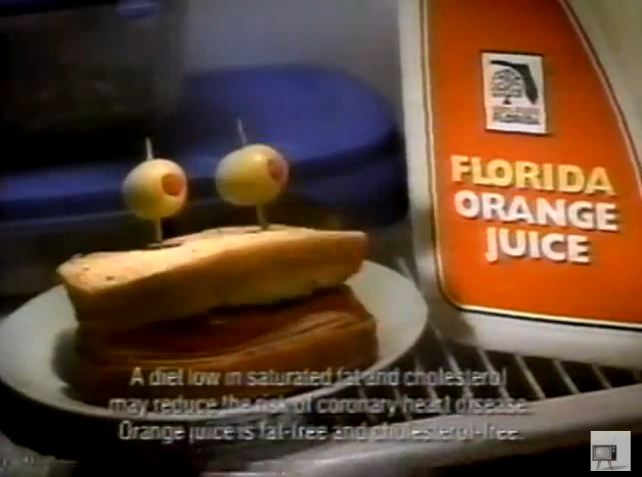 FLORIDA
FLORIDA
ORANGE
JUICE
A diet low in saturated fat and cholesterol
may reduce the risk of coronary heart disease.
Orange juice is fat-free and cholesterol-free.